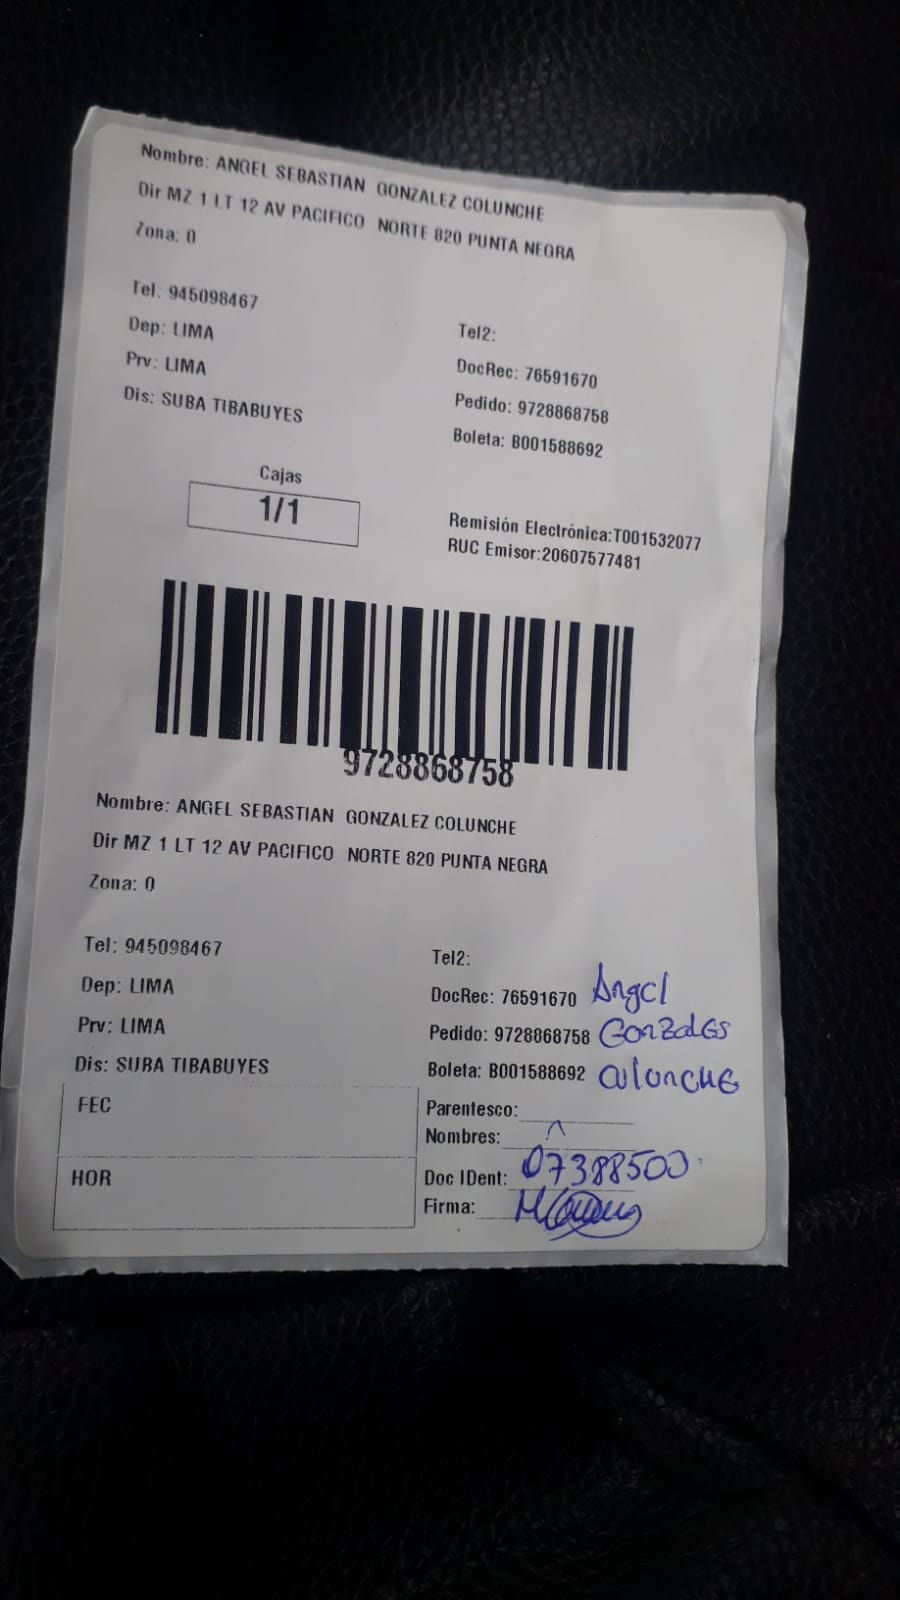 Nombre: ANGEL SEBASTIAN GONZALEZ COLUNCHE
Dir MZ 1 LT 12 AV PACIFICO NORTE 820 PUNTA NEGRA
Zona: 0
Tel: 945098467
Tel2:
Dep: LIMA
DocRec: 76591670
Prv: LIMA
Pedido: 9728868758
Dis: SUBA TIBABUYES
Boleta: B001588692
Cajas
1/1
Remisión Electrónica:T001532077
RUC Emisor:20607577481
9728868758
Nombre: ANGEL SEBASTIAN GONZALEZ COLUNCHE
Dir MZ 1 LT 12 AV PACIFICO NORTE 820 PUNTA NEGRA
Zona: 0
Tel: 945098467
Tel2:
Dep: LIMA
DocRec: 76591670 Angel
Prv: LIMA
Pedido: 9728868758 Gonzales
Dis: SUBA TIBABUYES
Boleta: B001588692 Colunche
FEC
Parentesco:
Nombres:
HOR
Doc IDent: 07388500
Firma: